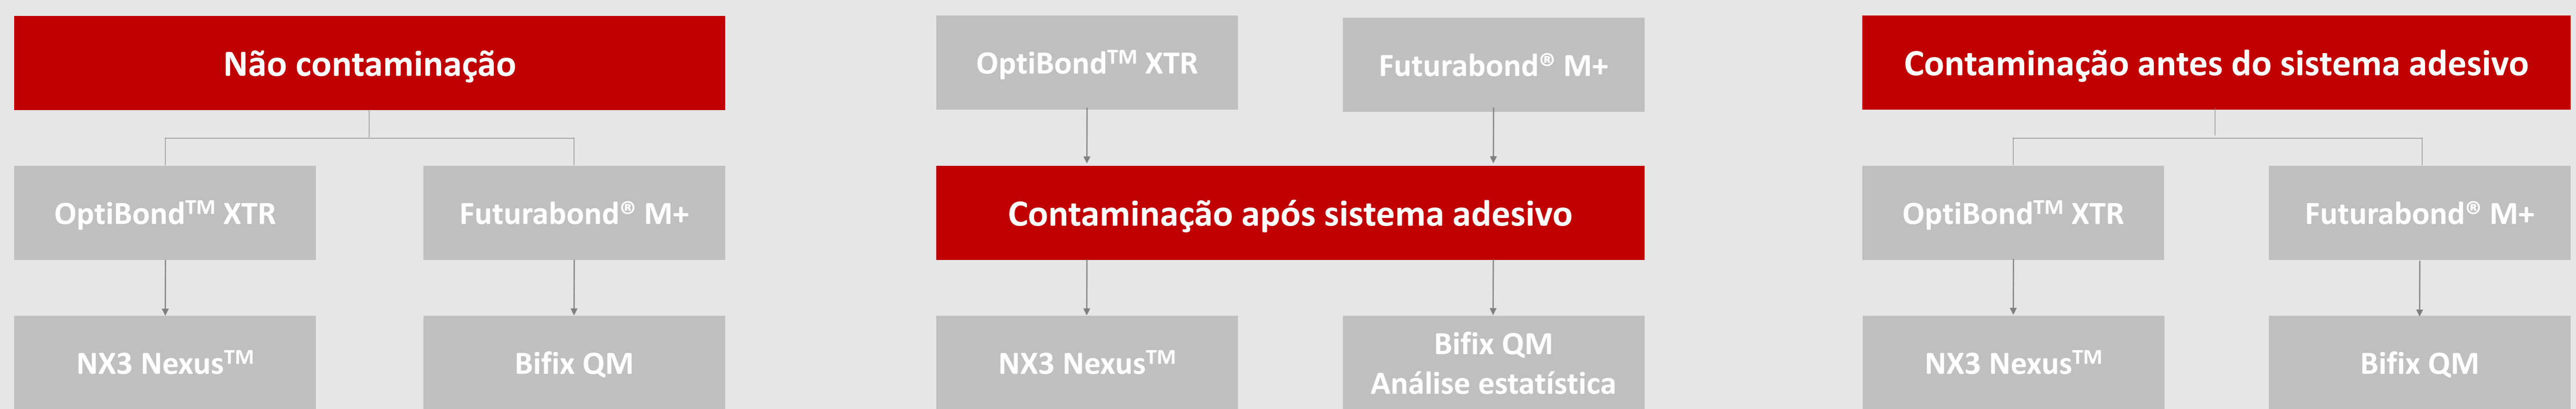 Não contaminação
OptiBond™ XTR
Futurabond® M+
NX3 Nexus™
Bifix QM
OptiBond™ XTR
Futurabond® M+
Contaminação após sistema adesivo
NX3 Nexus™
Bifix QM
Análise estatística
Contaminação antes do sistema adesivo
OptiBond™ XTR
Futurabond® M+
NX3 Nexus™
Bifix QM